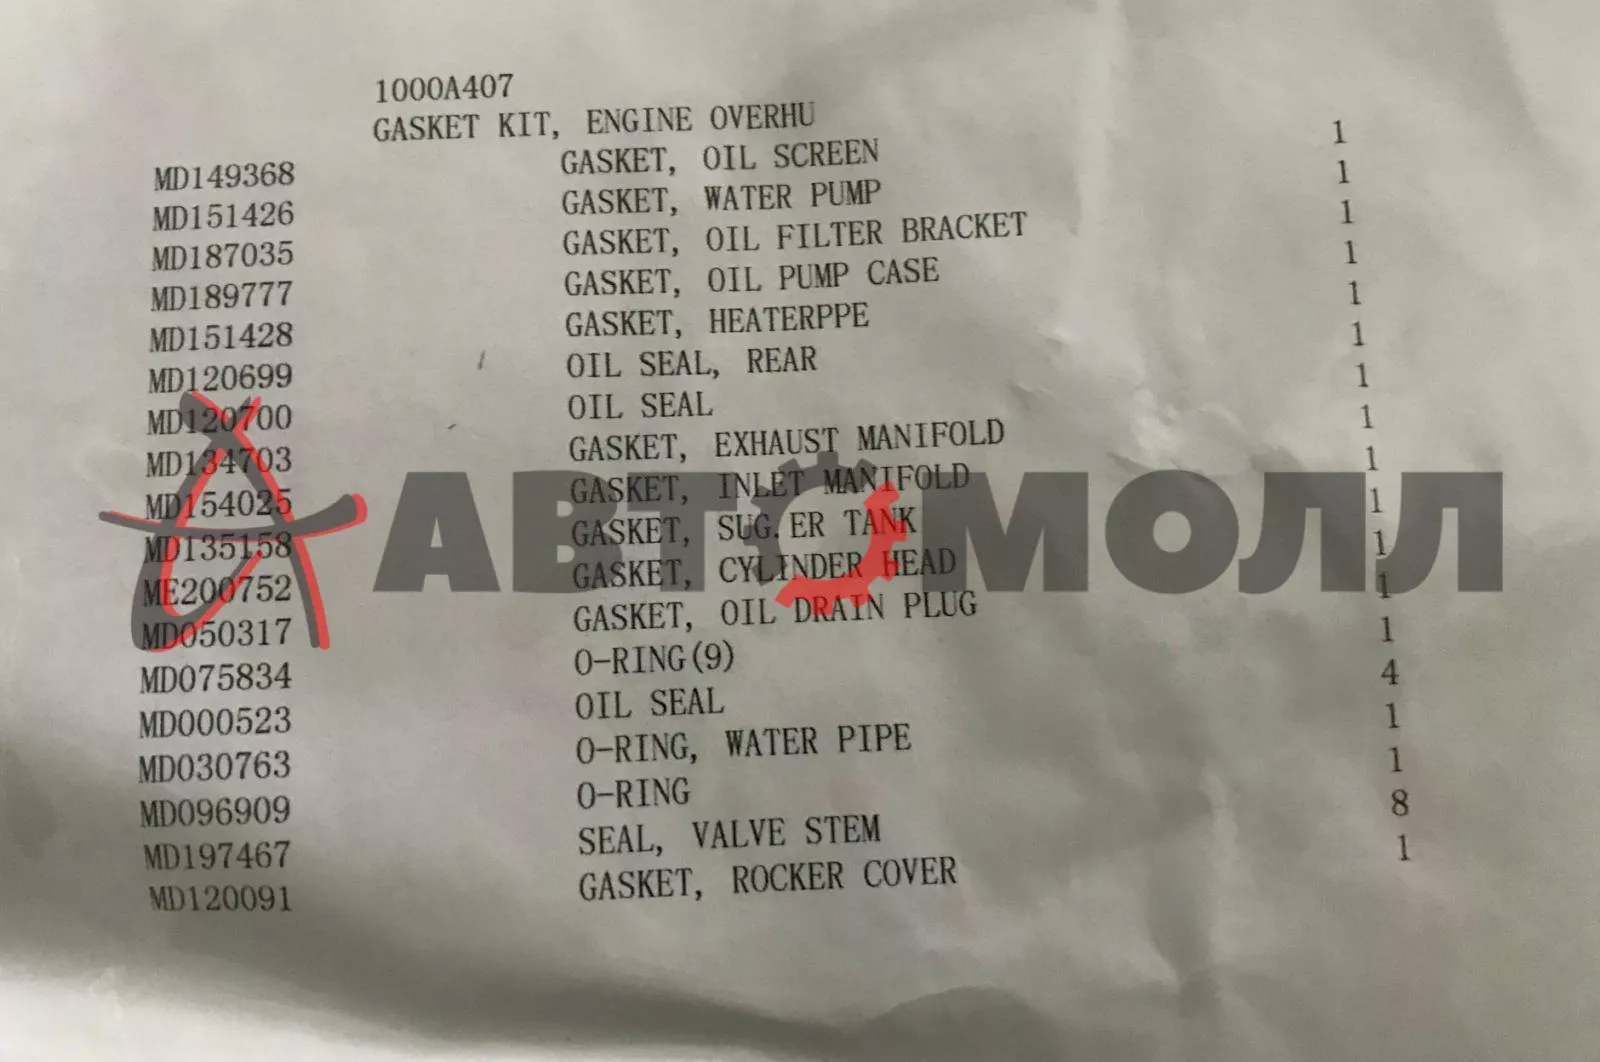 1000A407
GASKET KIT, ENGINE OVERHU
MD149368 GASKET, OIL SCREEN 1
MD151426 GASKET, WATER PUMP 1
MD187035 GASKET, OIL FILTER BRACKET 1
MD189777 GASKET, OIL PUMP CASE 1
MD151428 GASKET, HEATERPPE 1
MD120699 OIL SEAL, REAR 1
MD120700 OIL SEAL 1
MD134703 GASKET, EXHAUST MANIFOLD 1
MD154025 GASKET, INLET MANIFOLD 1
MD135158 GASKET, SUG.ER TANK 1
ME200752 GASKET, CYLINDER HEAD 1
MD050317 GASKET, OIL DRAIN PLUG 1
MD075834 O-RING(9) 1
MD000523 OIL SEAL 4
MD030763 O-RING, WATER PIPE 1
MD096909 O-RING 1
MD197467 SEAL, VALVE STEM 8
MD120091 GASKET, ROCKER COVER 1
АВТОМОЛЛ